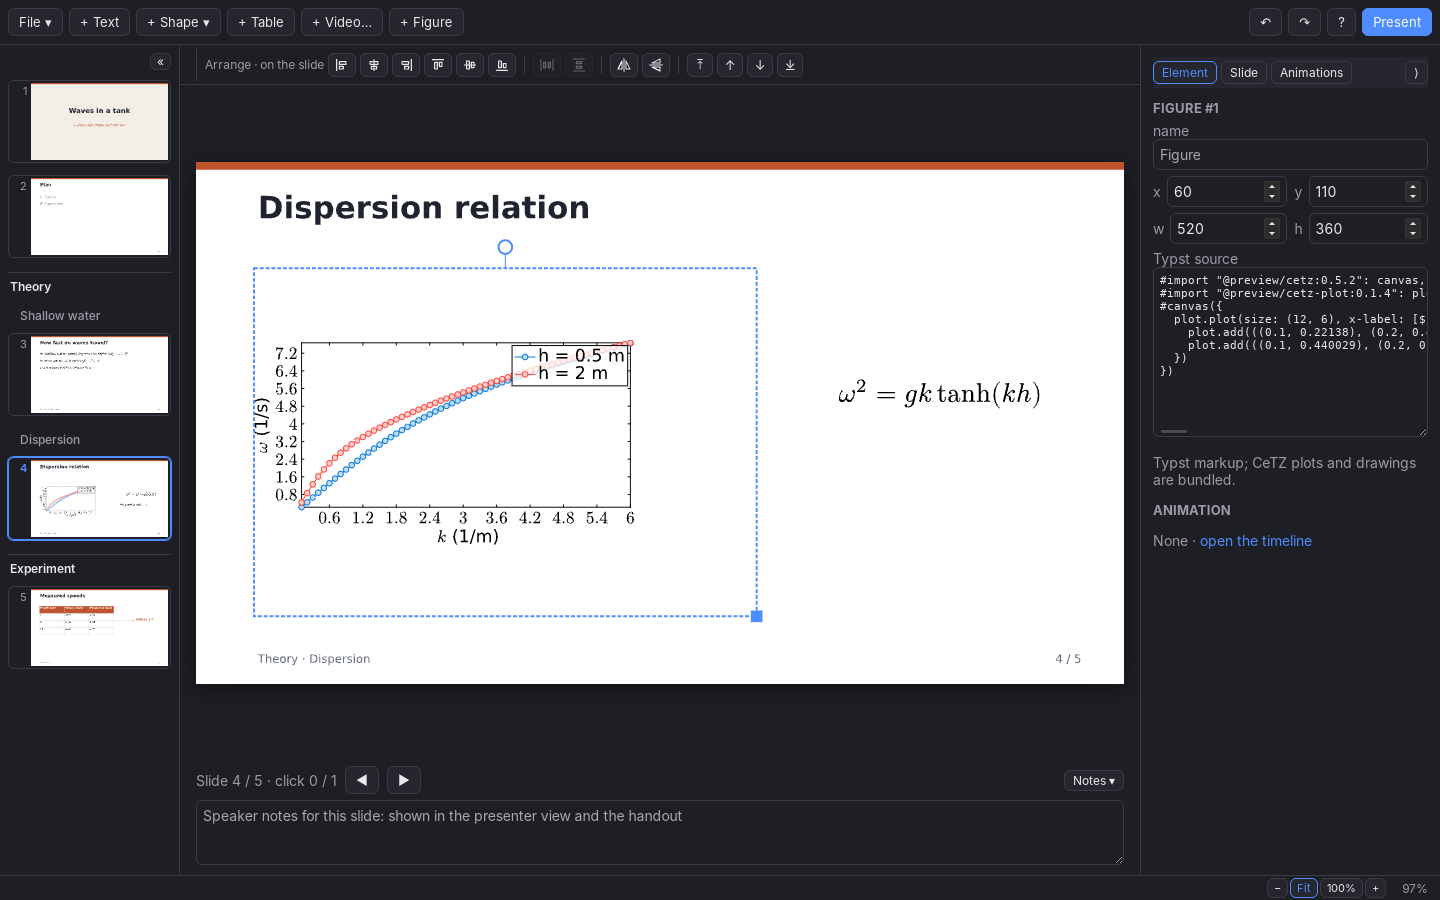 File ▾ + Text + Shape ▾ + Table + Video... + Figure ↶ ↷ ? Present
«
1 Waves in a tank
2 Plan
Theory
Shallow water
3 How fast do waves travel?
Dispersion
4 Dispersion relation
Experiment
5 Measured speeds
Arrange · on the slide
Dispersion relation
7.2
6.4
5.6
4.8
4
3.2
2.4
1.6
0.8
ω (1/s)
h = 0.5 m
h = 2 m
0.6 1.2 1.8 2.4 3 3.6 4.2 4.8 5.4 6
k (1/m)
ω² = gk tanh(kh)
Theory · Dispersion 4 / 5
Slide 4 / 5 · click 0 / 1 ◀ ▶ Notes ▾
Speaker notes for this slide: shown in the presenter view and the handout
Element Slide Animations ⟩
FIGURE #1
name
Figure
x 60 y 110
w 520 h 360
Typst source
#import "@preview/cetz:0.5.2": canvas,
#import "@preview/cetz-plot:0.1.4": pl
#canvas({
plot.plot(size: (12, 6), x-label: [$
plot.add(((0.1, 0.22138), (0.2, 0.
plot.add(((0.1, 0.440029), (0.2, 0
})
})
Typst markup; CeTZ plots and drawings
are bundled.
ANIMATION
None · open the timeline
− Fit 100% + 97%